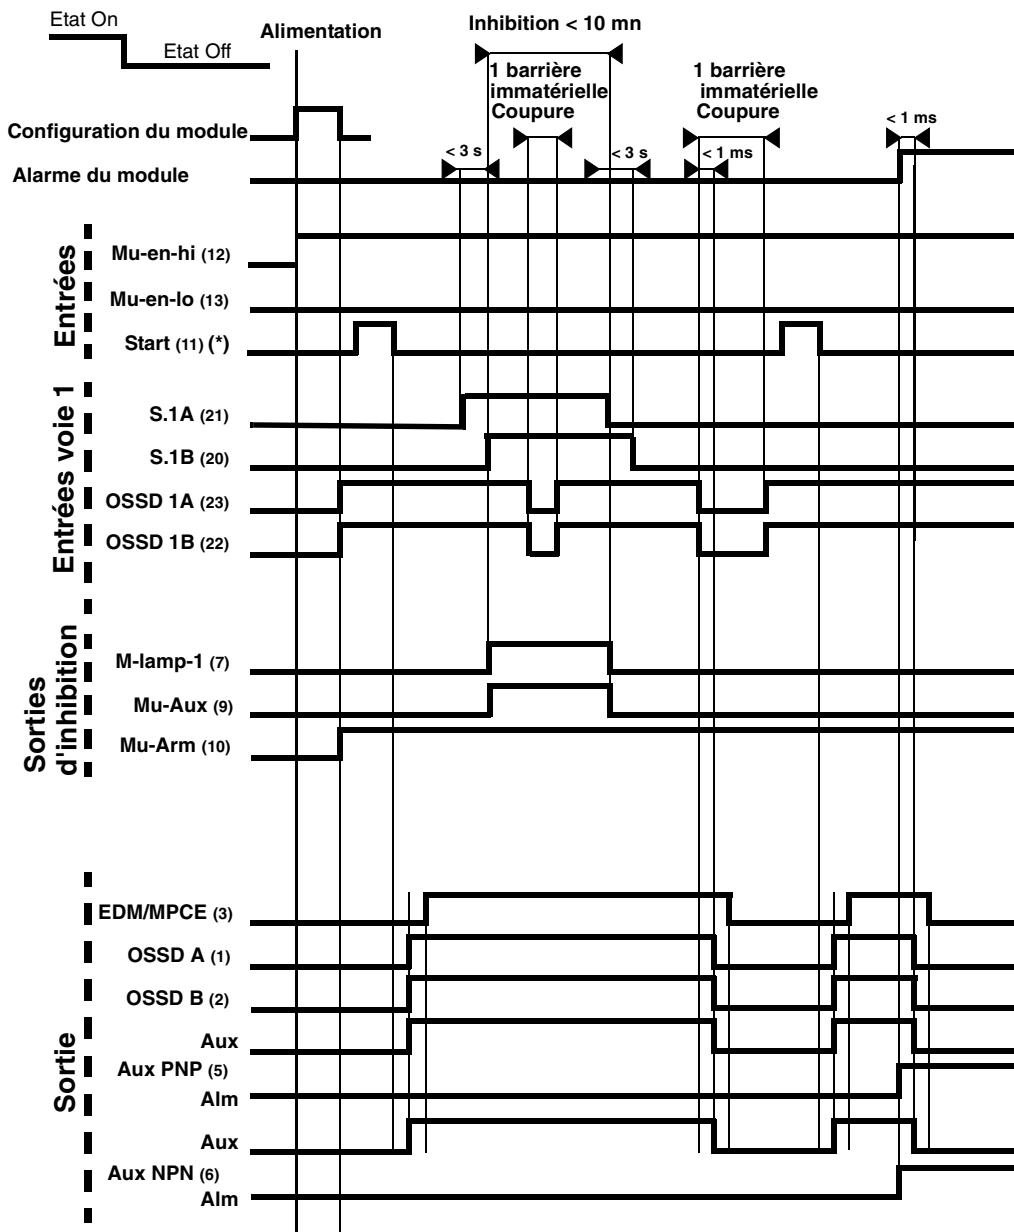 Etat On
Etat Off
Alimentation
Inhibition < 10 mn
1 barrière
immatérielle
Coupure
1 barrière
immatérielle
Coupure
Configuration du module
< 1 ms
Alarme du module
< 3 s
< 3 s
< 1 ms
Entrées
Mu-en-hi (12)
Mu-en-lo (13)
Start (11) (*)
Entrées voie 1
S.1A (21)
S.1B (20)
OSSD 1A (23)
OSSD 1B (22)
Sorties
d'inhibition
M-lamp-1 (7)
Mu-Aux (9)
Mu-Arm (10)
Sortie
EDM/MPCE (3)
OSSD A (1)
OSSD B (2)
Aux
Aux PNP (5)
Alm
Aux
Aux NPN (6)
Alm